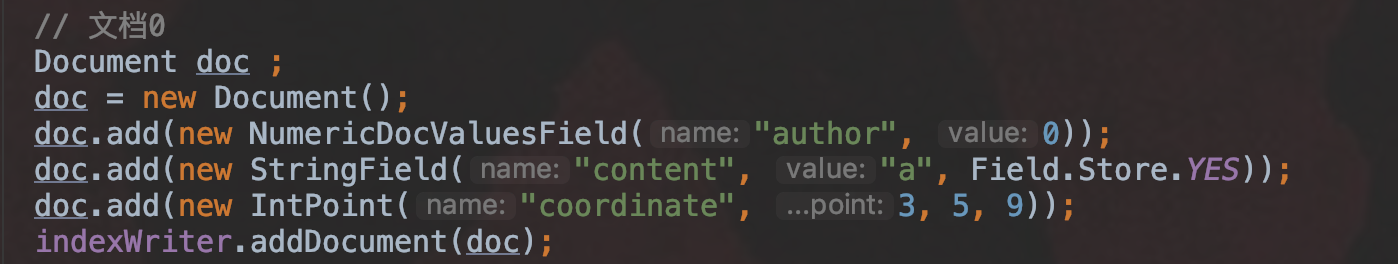 // 文档0
Document doc ;
doc = new Document();
doc.add(new NumericDocValuesField( name: "author", value: 0));
doc.add(new StringField( name: "content", value: "a", Field.Store.YES));
doc.add(new IntPoint( name: "coordinate", ...point: 3, 5, 9));
indexWriter.addDocument(doc);